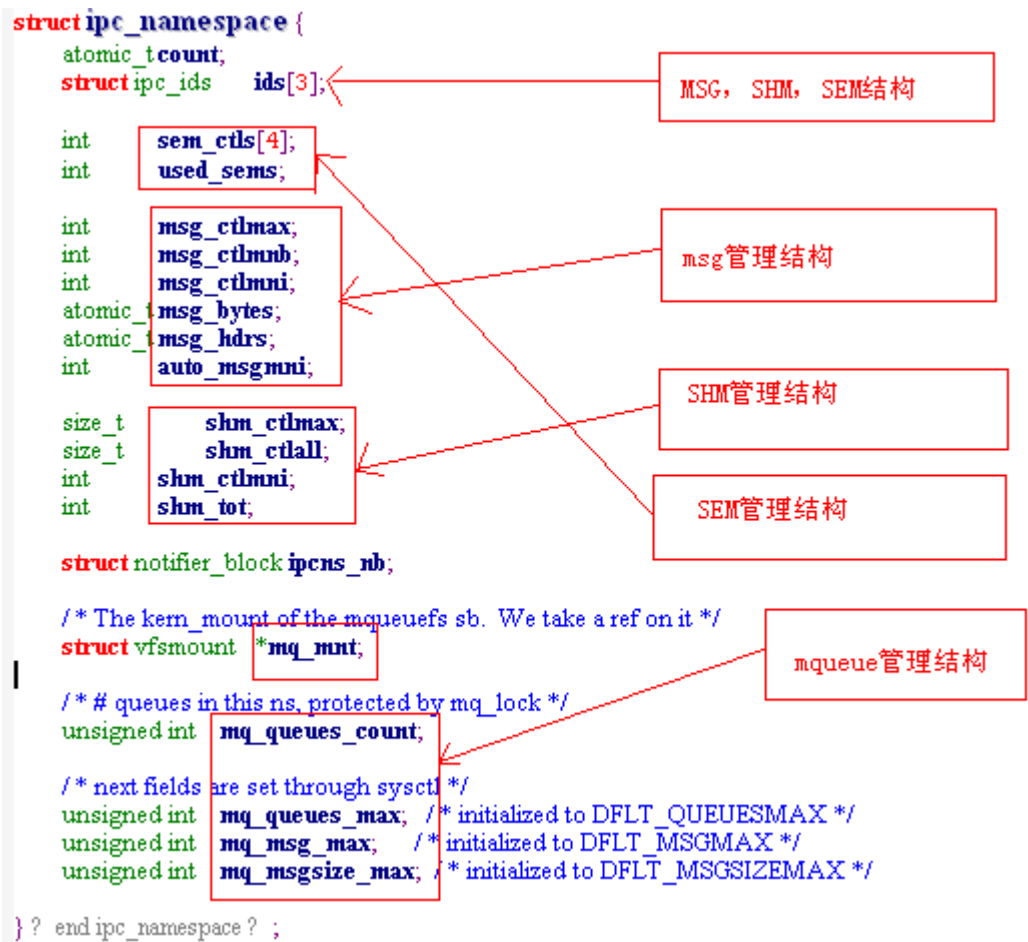 struct ipc_namespace {
atomic_t count;
struct ipc_ids ids[3];
MSG, SHM, SEM结构
int sem_ctls[4];
int used_sems;
int msg_ctlmax;
int msg_ctlmnb;
int msg_ctlmni;
atomic_t msg_bytes;
atomic_t msg_hdrs;
int auto_msgmni;
msg管理结构
size_t shm_ctlmax;
size_t shm_ctlall;
int shm_ctlmni;
int shm_tot;
SHM管理结构
SEM管理结构
struct notifier_block ipcns_nb;
/* The kern_mount of the mqueuefs sb. We take a ref on it */
struct vfsmount *mq_mnt;
mqueue管理结构
/* # queues in this ns, protected by mq_lock */
unsigned int mq_queues_count;
/* next fields are set through sysctl */
unsigned int mq_queues_max; /* initialized to DFLT_QUEUESMAX */
unsigned int mq_msg_max; /* initialized to DFLT_MSGMAX */
unsigned int mq_msgsize_max; /* initialized to DFLT_MSGSIZEMAX */
} ? end ipc_namespace ? ;